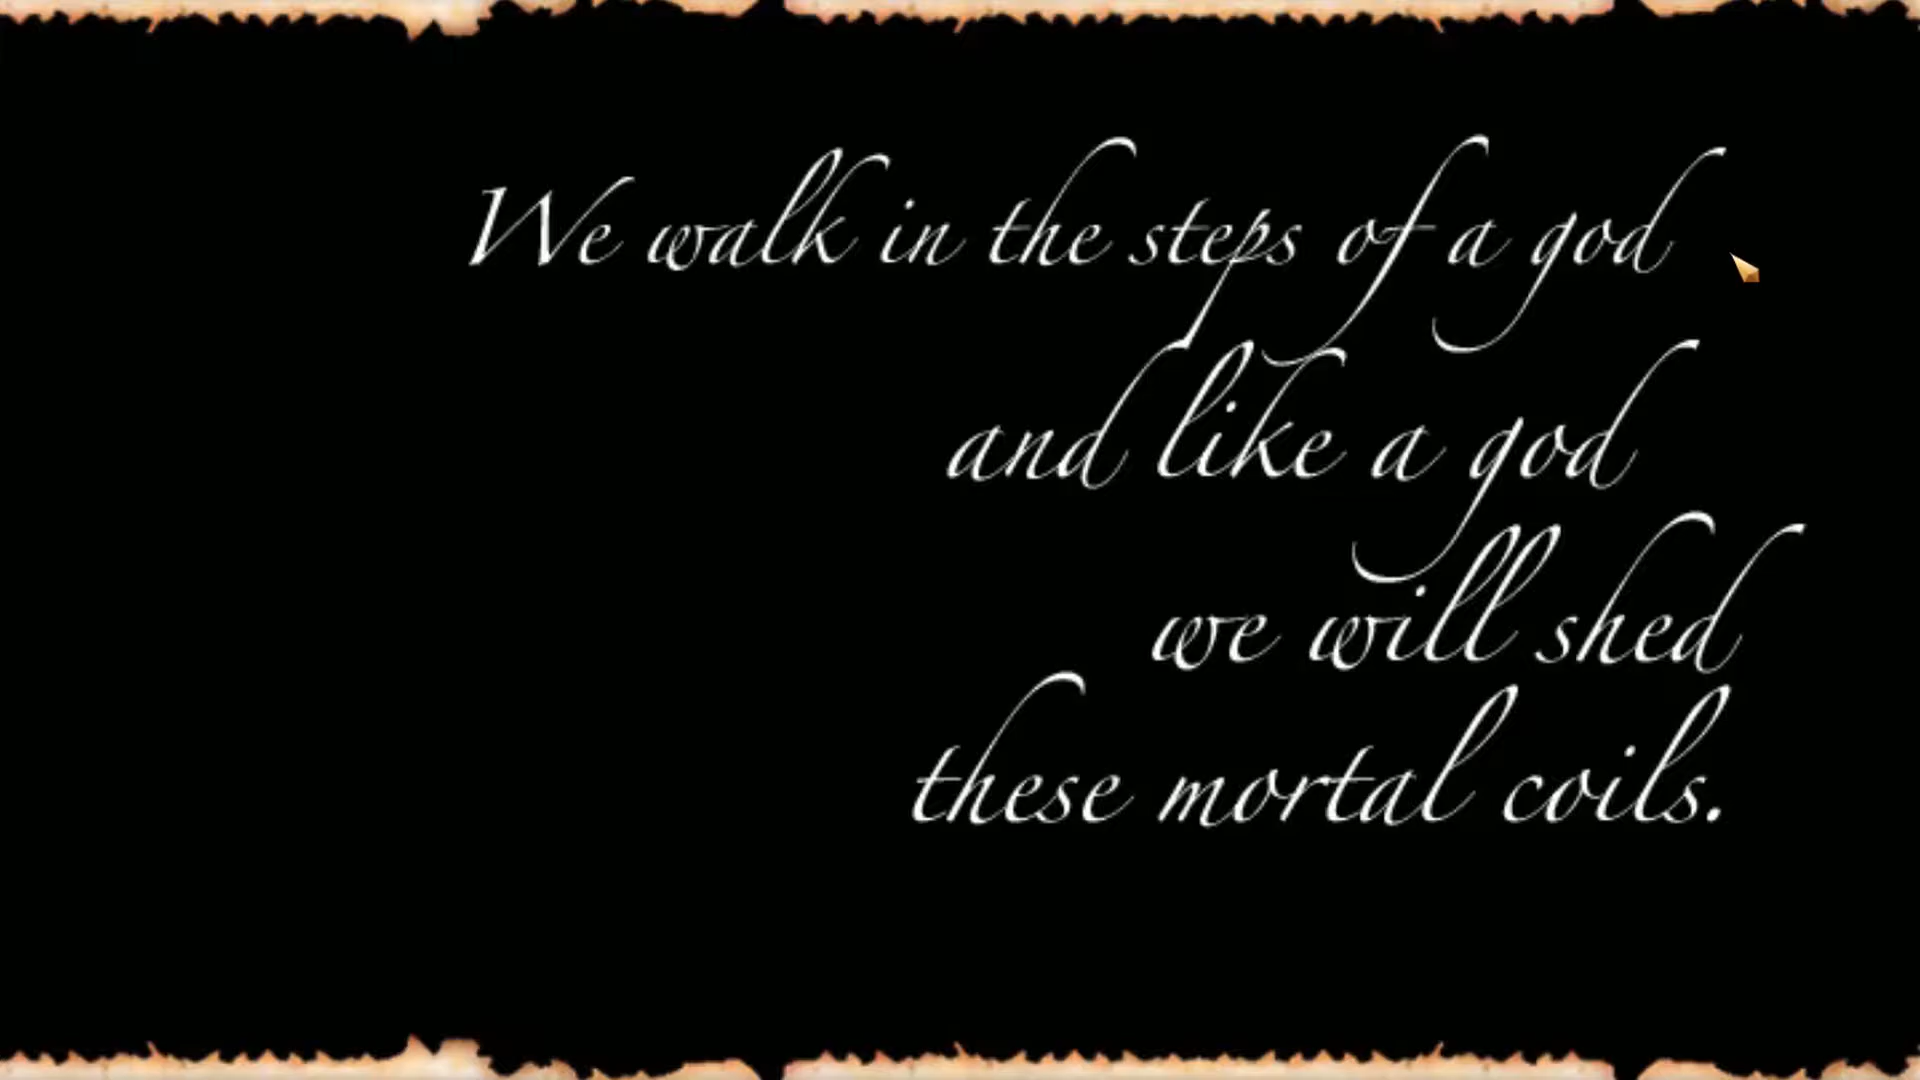 We walk in the steps of a god
and like a god
we will shed
these mortal coils.